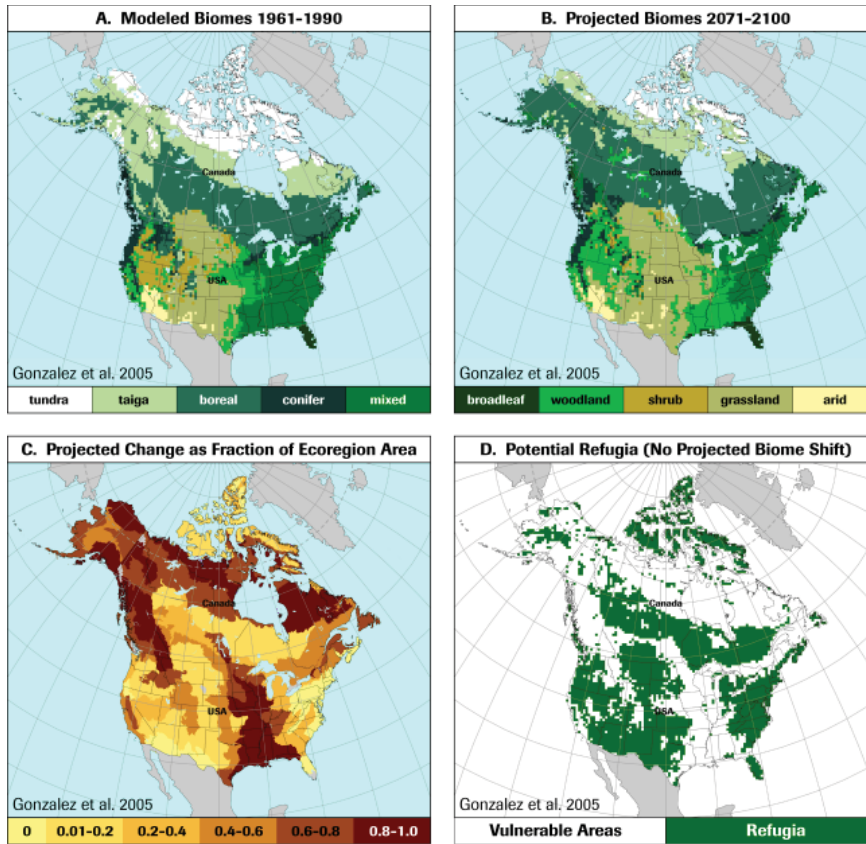 A. Modeled Biomes 1961-1990
Canada
USA
Gonzalez et al. 2005
tundra taiga boreal conifer mixed
B. Projected Biomes 2071-2100
Canada
USA
Gonzalez et al. 2005
broadleaf woodland shrub grassland arid
C. Projected Change as Fraction of Ecoregion Area
Canada
USA
Gonzalez et al. 2005
0 0.01-0.2 0.2-0.4 0.4-0.6 0.6-0.8 0.8-1.0
D. Potential Refugia (No Projected Biome Shift)
Canada
USA
Gonzalez et al. 2005
Vulnerable Areas Refugia